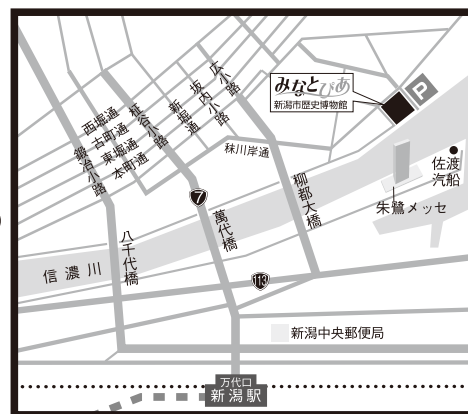 みなとぴあ
新潟市歴史博物館
P
西堀通
古町通
東堀通
本町通
鍛冶小路
柾谷小路
新堀通
坂内小路
広小路
秣川岸通
佐渡
汽船
朱鷺メッセ
柳都大橋
7
萬代橋
八千代橋
信濃川
113
新潟中央郵便局
万代口
新潟駅